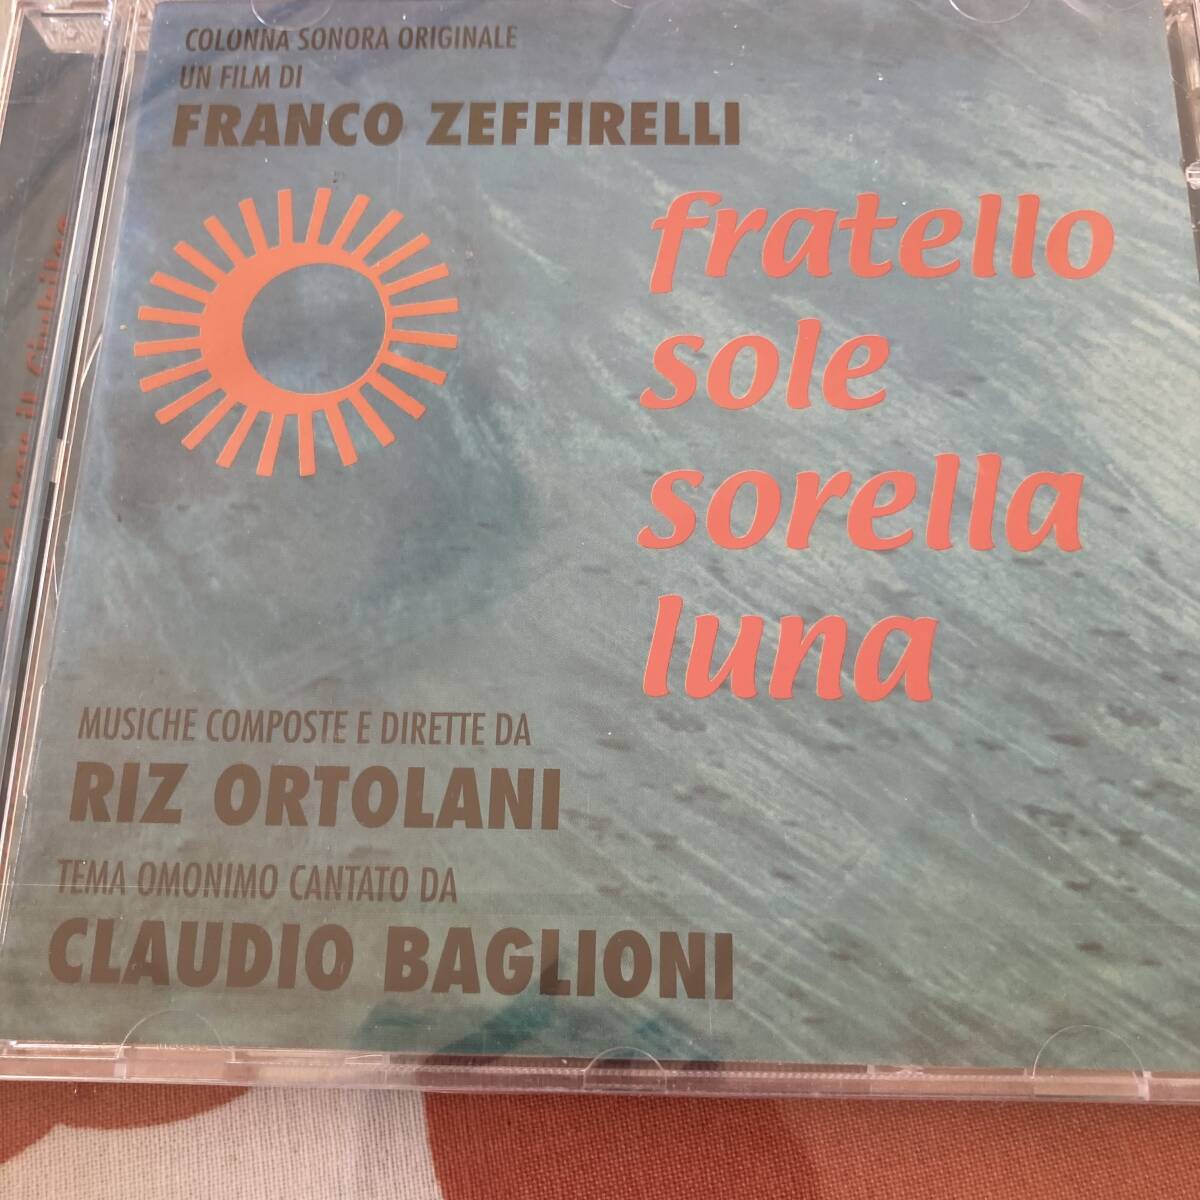 COLONNA SONORA ORIGINALE
UN FILM DI
FRANCO ZEFFIRELLI
fratello
sole
sorella
luna
MUSICHE COMPOSTE E DIRETTE DA
RIZ ORTOLANI
TEMA OMONIMO CANTATO DA
CLAUDIO BAGLIONI